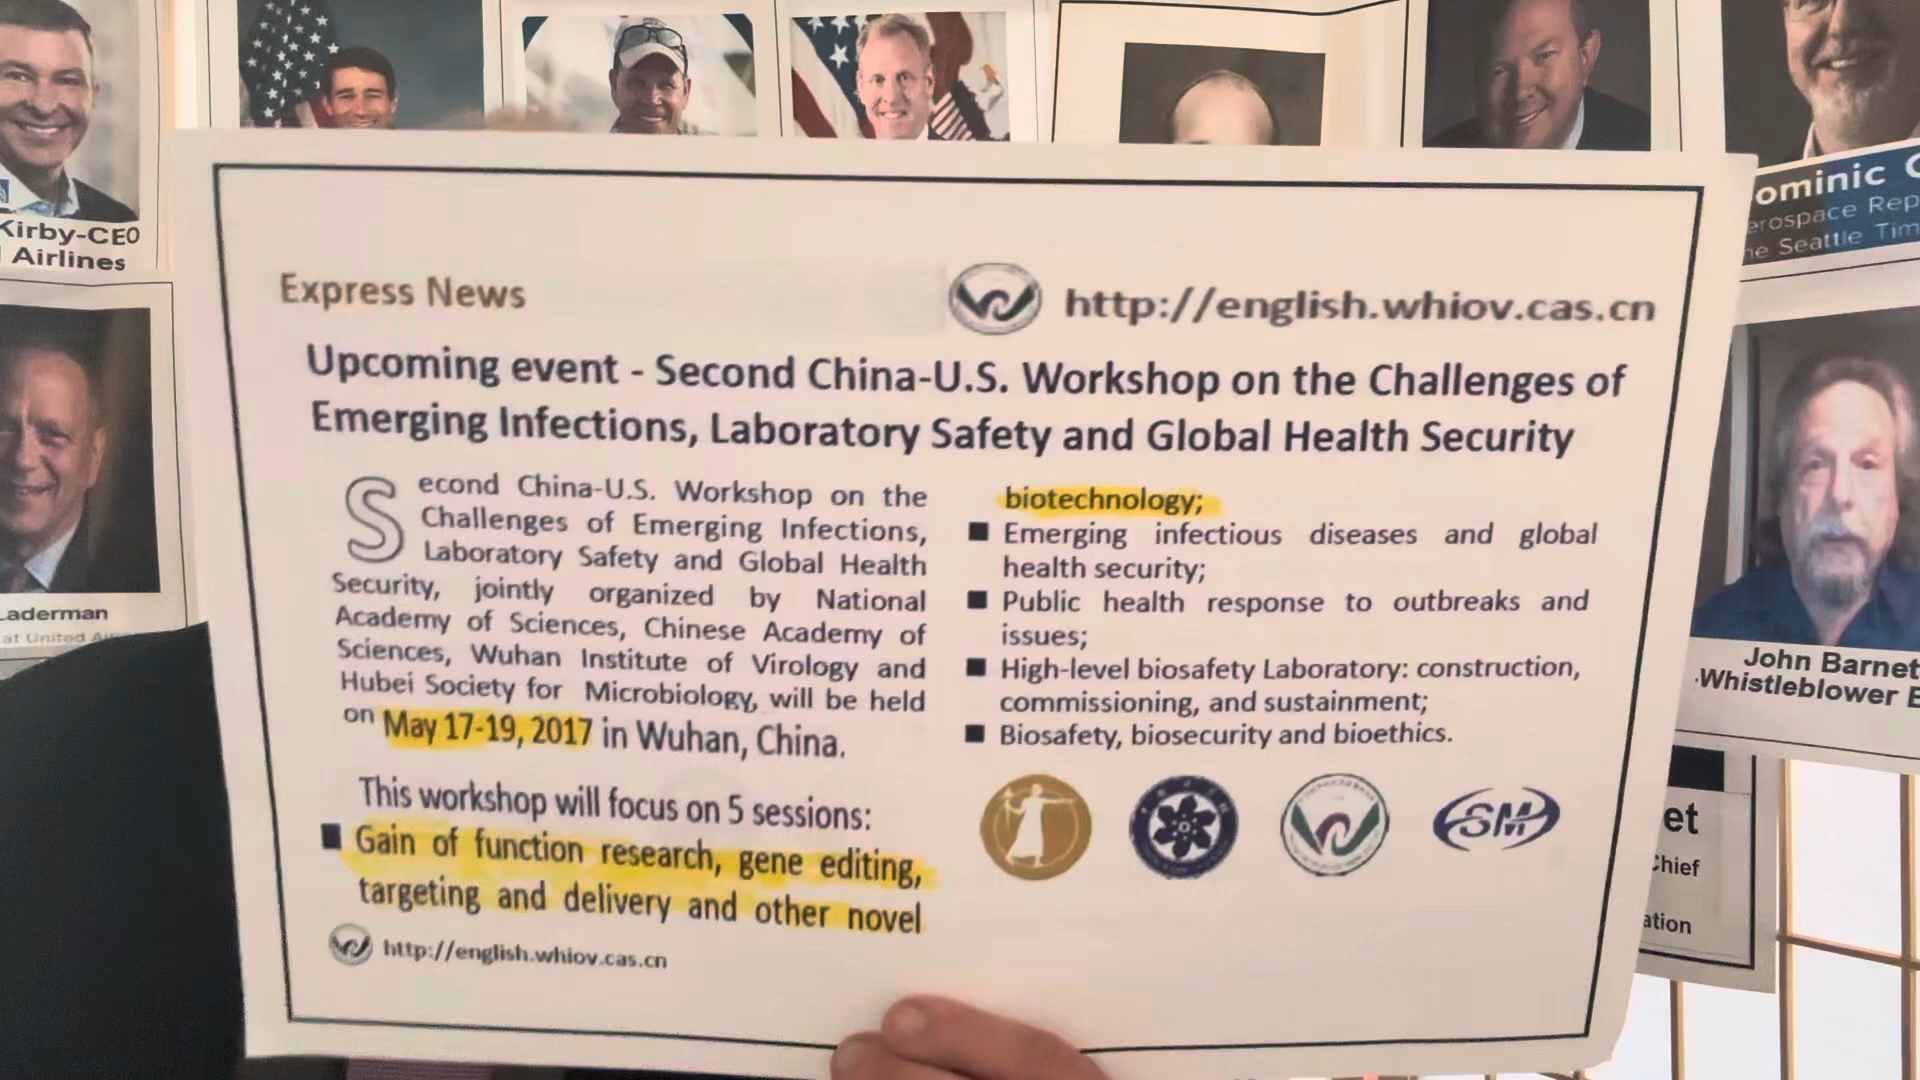 Kirby-CEO
Airlines
aderman
at United
Express News
http://english.whiov.cas.cn
Upcoming event - Second China-U.S. Workshop on the Challenges of
Emerging Infections, Laboratory Safety and Global Health Security
Second China-U.S. Workshop on the
Challenges of Emerging Infections,
Laboratory Safety and Global Health
Security, jointly organized by National
Academy of Sciences, Chinese Academy of
Sciences, Wuhan Institute of Virology and
Hubei Society for Microbiology, will be held
on May 17-19, 2017 in Wuhan, China.
This workshop will focus on 5 sessions:
■ Gain of function research, gene editing,
targeting and delivery and other novel
http://english.whiov.cas.cn
biotechnology;
■ Emerging infectious diseases and global
health security;
■ Public health response to outbreaks and
issues;
■ High-level biosafety Laboratory: construction,
commissioning, and sustainment;
■ Biosafety, biosecurity and bioethics.
SM
ominic
erospace Rep
he Seattle Tim
John Barnet
Whistleblower
et
Chief
ation